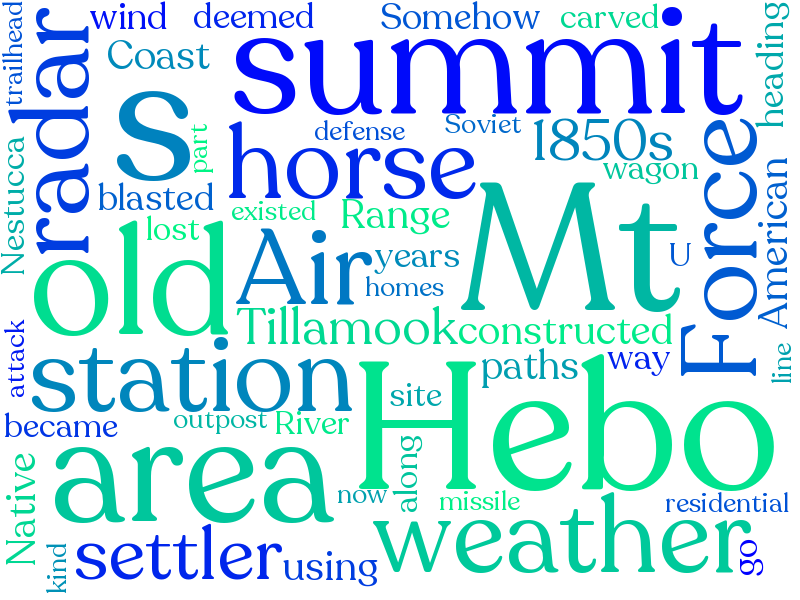 trailhead
wind
deemed
Somehow
carved
heading
radar
Coast
summit
s
part
defense
Soviet
1850s
Force
horse
wagon
Nestucca
blasted
American
lost
existed
Range
Mt
old
Air
years
U
homes
Tillamook
constructed
attack
station
Hebo
paths
way
line
site
became
outpost
River
area
along
Native
now
missile
residential
weather
settler
using
kind
go